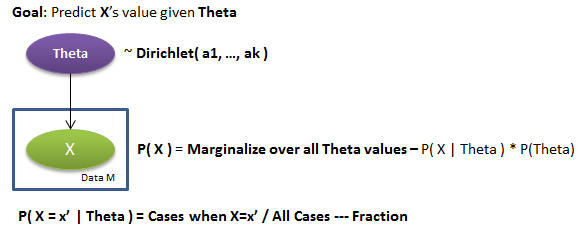 Goal: Predict X's value given Theta
Theta
~ Dirichlet( a1, ..., ak )
X
P( X ) = Marginalize over all Theta values – P( X | Theta ) * P(Theta)
Data M
P( X = x' | Theta ) = Cases when X=x' / All Cases --- Fraction